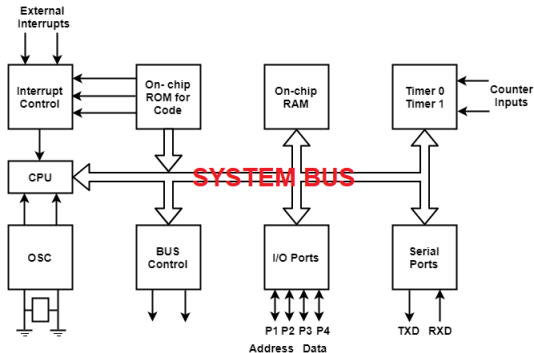 External
Interrupts
Interrupt
Control
On- chip
ROM for
Code
On-chip
RAM
Timer 0
Timer 1
Counter
Inputs
CPU
SYSTEM BUS
OSC
BUS
Control
I/O Ports
Serial
Ports
P1 P2 P3 P4
TXD RXD
Address Data